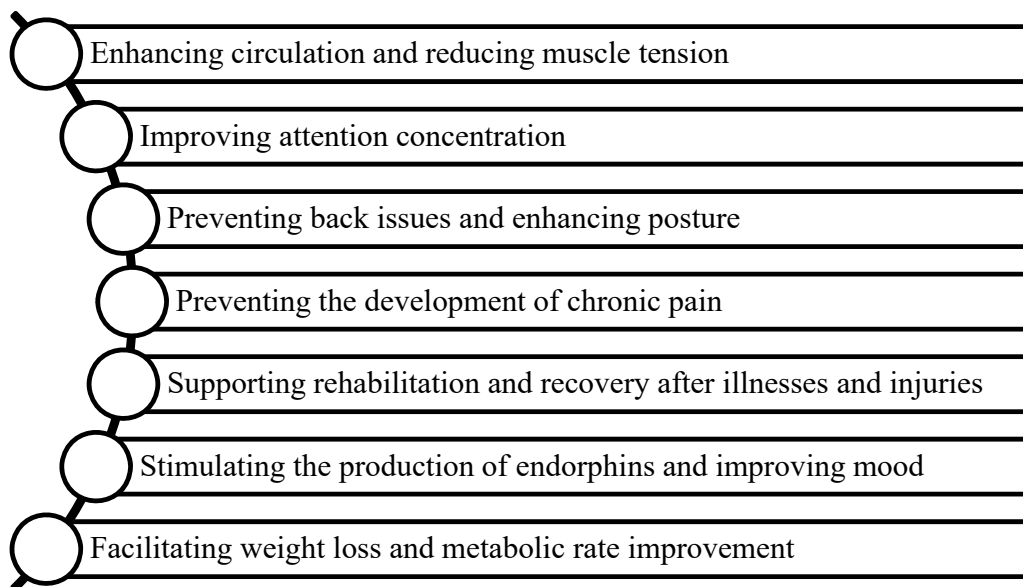 Enhancing circulation and reducing muscle tension
Improving attention concentration
Preventing back issues and enhancing posture
Preventing the development of chronic pain
Supporting rehabilitation and recovery after illnesses and injuries
Stimulating the production of endorphins and improving mood
Facilitating weight loss and metabolic rate improvement